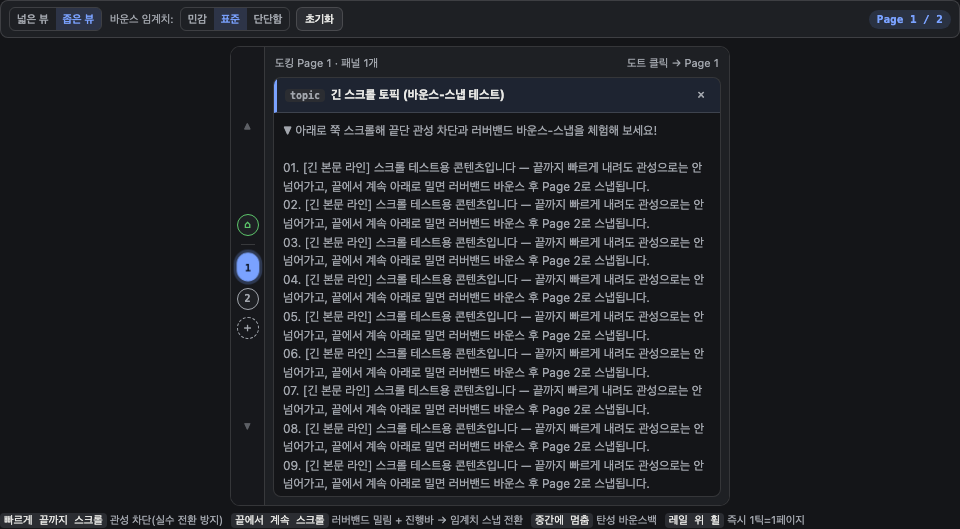 넓은 뷰 좁은 뷰 바운스 임계치: 민감 표준 단단함 초기화 Page 1 / 2
도킹 Page 1 · 패널 1개 도트 클릭 → Page 1
topic 긴 스크롤 토픽 (바운스-스냅 테스트) ×
▼ 아래로 쭉 스크롤해 끝단 관성 차단과 러버밴드 바운스-스냅을 체험해 보세요!
01. [긴 본문 라인] 스크롤 테스트용 콘텐츠입니다 — 끝까지 빠르게 내려도 관성으로는 안
넘어가고, 끝에서 계속 아래로 밀면 러버밴드 바운스 후 Page 2로 스냅됩니다.
02. [긴 본문 라인] 스크롤 테스트용 콘텐츠입니다 — 끝까지 빠르게 내려도 관성으로는 안
넘어가고, 끝에서 계속 아래로 밀면 러버밴드 바운스 후 Page 2로 스냅됩니다.
03. [긴 본문 라인] 스크롤 테스트용 콘텐츠입니다 — 끝까지 빠르게 내려도 관성으로는 안
넘어가고, 끝에서 계속 아래로 밀면 러버밴드 바운스 후 Page 2로 스냅됩니다.
04. [긴 본문 라인] 스크롤 테스트용 콘텐츠입니다 — 끝까지 빠르게 내려도 관성으로는 안
넘어가고, 끝에서 계속 아래로 밀면 러버밴드 바운스 후 Page 2로 스냅됩니다.
05. [긴 본문 라인] 스크롤 테스트용 콘텐츠입니다 — 끝까지 빠르게 내려도 관성으로는 안
넘어가고, 끝에서 계속 아래로 밀면 러버밴드 바운스 후 Page 2로 스냅됩니다.
06. [긴 본문 라인] 스크롤 테스트용 콘텐츠입니다 — 끝까지 빠르게 내려도 관성으로는 안
넘어가고, 끝에서 계속 아래로 밀면 러버밴드 바운스 후 Page 2로 스냅됩니다.
07. [긴 본문 라인] 스크롤 테스트용 콘텐츠입니다 — 끝까지 빠르게 내려도 관성으로는 안
넘어가고, 끝에서 계속 아래로 밀면 러버밴드 바운스 후 Page 2로 스냅됩니다.
08. [긴 본문 라인] 스크롤 테스트용 콘텐츠입니다 — 끝까지 빠르게 내려도 관성으로는 안
넘어가고, 끝에서 계속 아래로 밀면 러버밴드 바운스 후 Page 2로 스냅됩니다.
09. [긴 본문 라인] 스크롤 테스트용 콘텐츠입니다 — 끝까지 빠르게 내려도 관성으로는 안
넘어가고, 끝에서 계속 아래로 밀면 러버밴드 바운스 후 Page 2로 스냅됩니다.
▲
⌂
1
2
+
▼
빠르게 끝까지 스크롤 관성 차단(실수 전환 방지) 끝에서 계속 스크롤 러버밴드 밀림 + 진행바 → 임계치 스냅 전환 중간에 멈춤 탄성 바운스백 레일 위 휠 즉시 1틱=1페이지